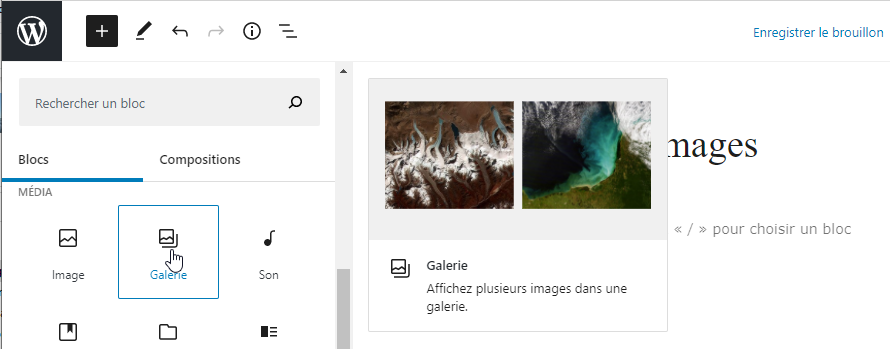 Enregistrer le brouillon
Rechercher un bloc
Blocs
Compositions
MÉDIA
Image
Galerie
Son
Galerie
Affichez plusieurs images dans une
galerie.
mages
« / » pour choisir un bloc